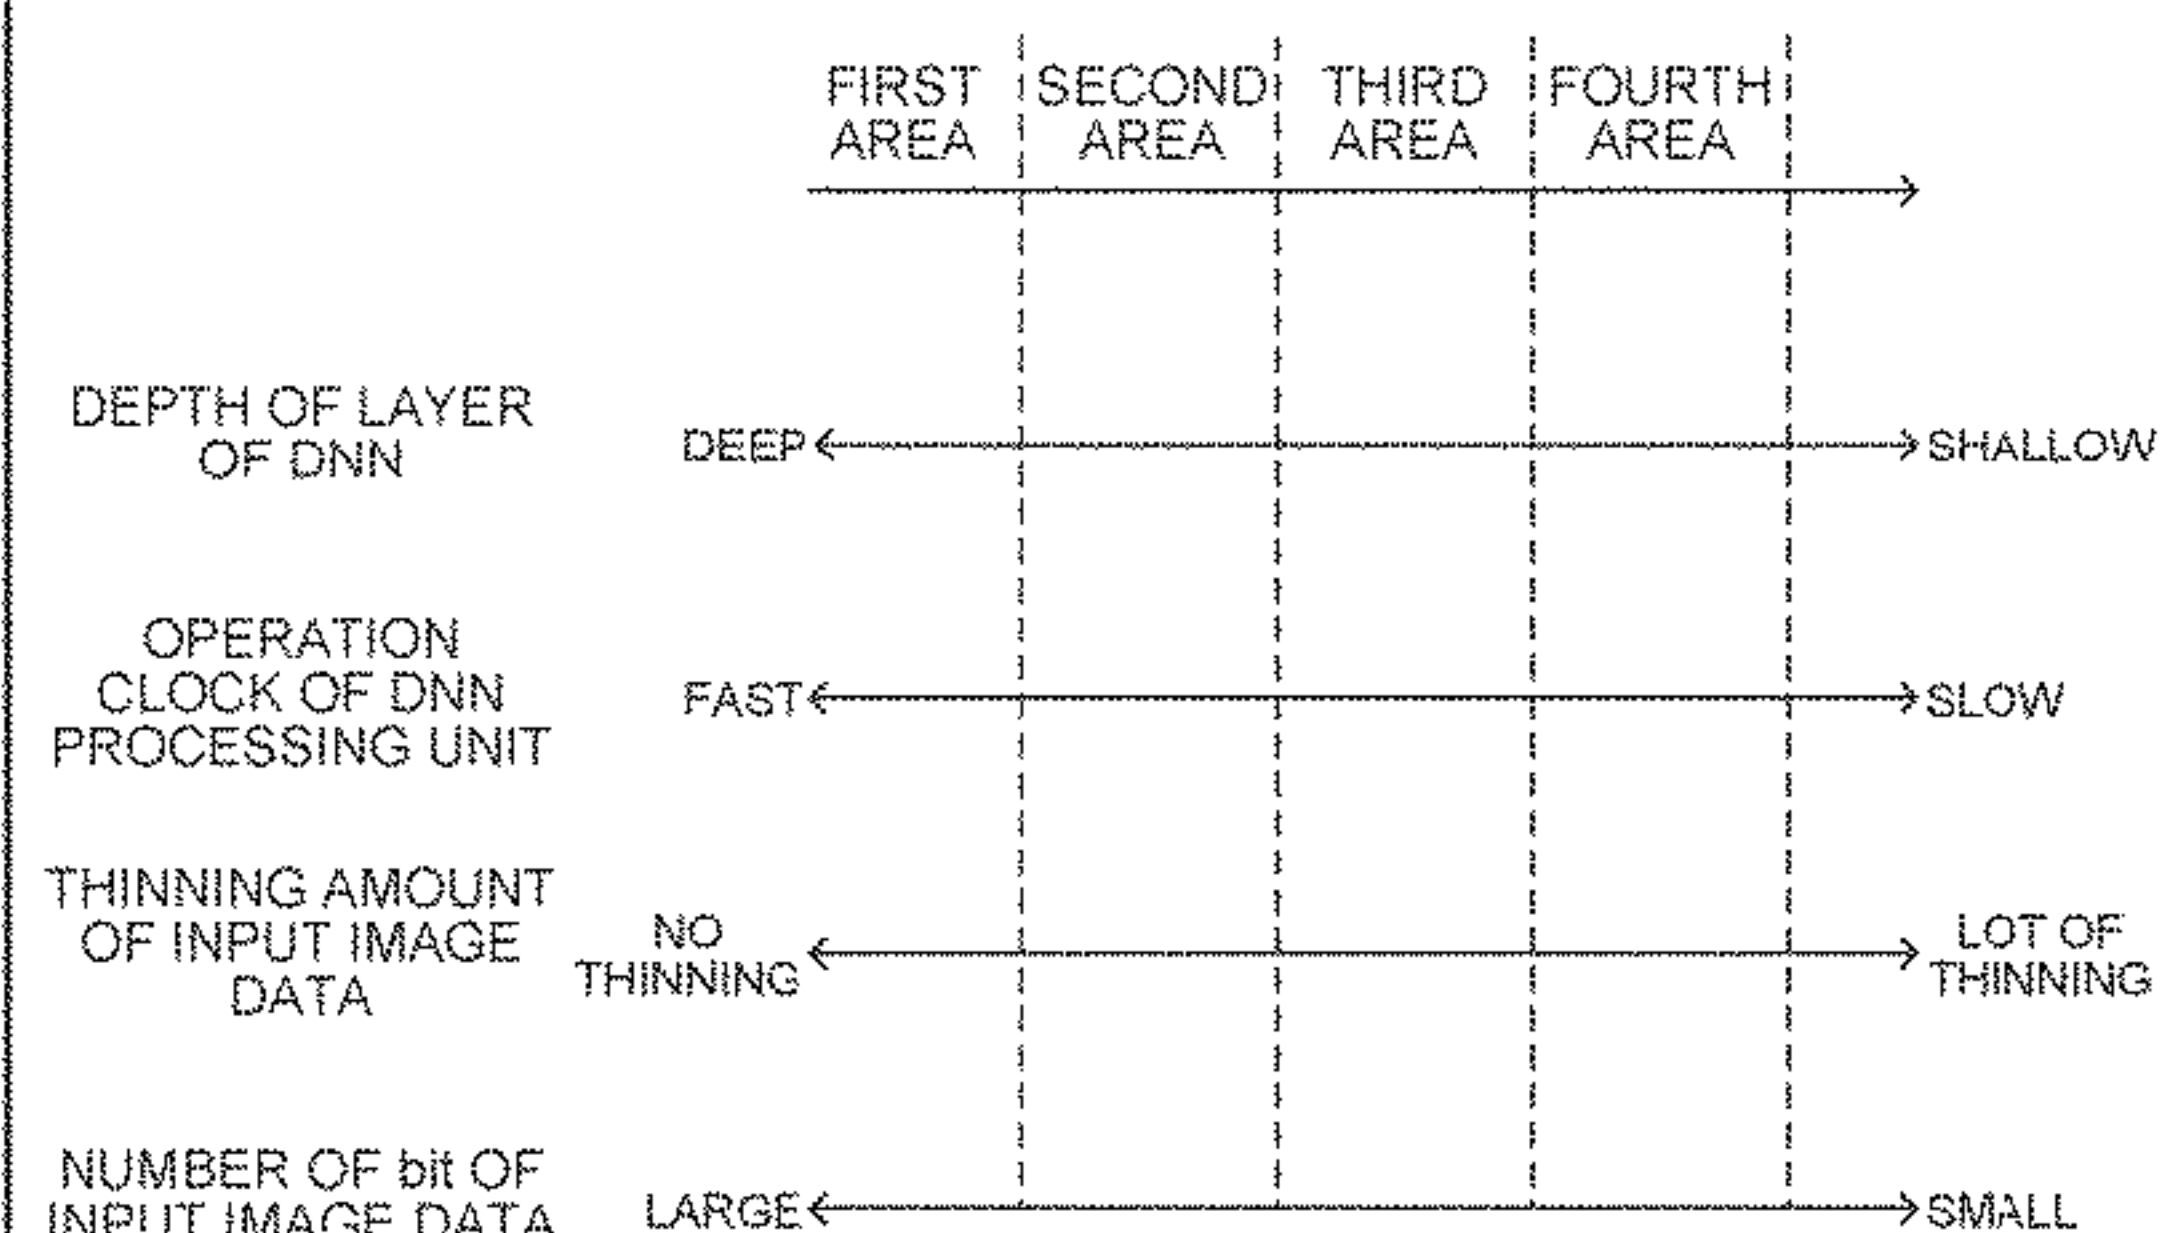 FIRST AREA
SECOND AREA
THIRD AREA
FOURTH AREA
DEPTH OF LAYER
OF DNN
DEEP
SHALLOW
OPERATION
CLOCK OF DNN
PROCESSING UNIT
FAST
SLOW
THINNING AMOUNT
OF INPUT IMAGE
DATA
NO
THINNING
LOT OF
THINNING
NUMBER OF bit OF
INPUT IMAGE DATA
LARGE
SMALL